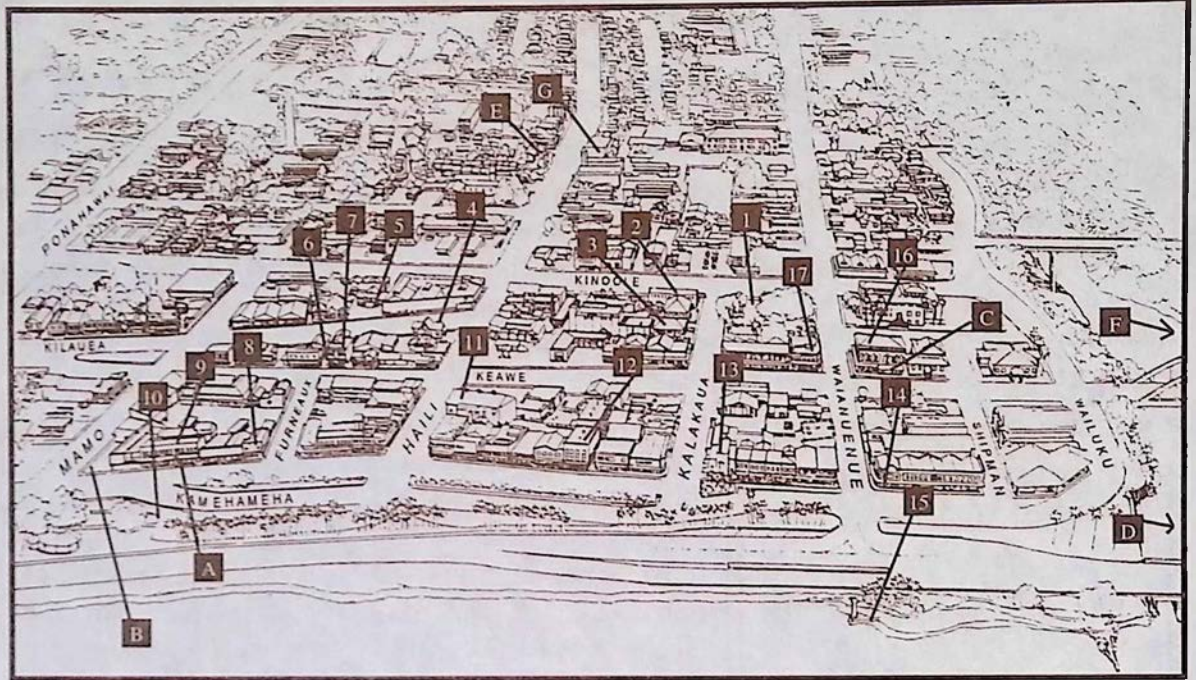 G
E
PONAHAWAI
4
7
5
6
2
1
3
KINOOLE
17
16
C
F
KILAUEA
8
9
11
KEAWE
12
13
14
10
MAMO
FURNEAUX
HAILI
KALAKAUA
WAIANUENUE
SHIPMAN
WAILUKU
KAMEHAMEHA
15
D
A
B